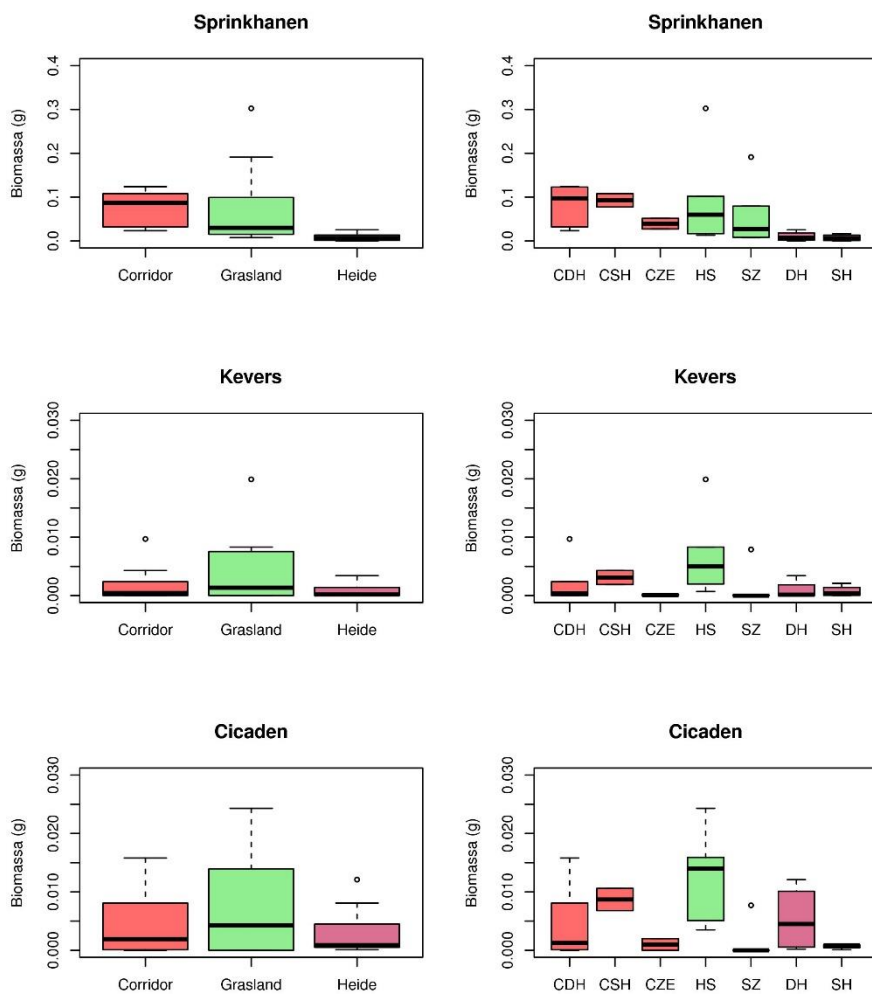 Sprinkhanen
Biomassa (g)
0.4
0.3
0.2
0.1
0.0
Corridor Grasland Heide
Sprinkhanen
Biomassa (g)
0.4
0.3
0.2
0.1
0.0
CDH CSH CZE HS SZ DH SH
Kevers
Biomassa (g)
0.030
0.020
0.010
0.000
Corridor Grasland Heide
Kevers
Biomassa (g)
0.030
0.020
0.010
0.000
CDH CSH CZE HS SZ DH SH
Cicaden
Biomassa (g)
0.030
0.020
0.010
0.000
Corridor Grasland Heide
Cicaden
Biomassa (g)
0.030
0.020
0.010
0.000
CDH CSH CZE HS SZ DH SH